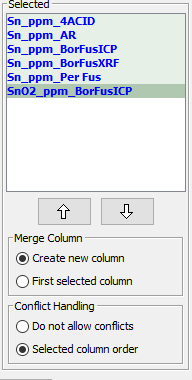 Selected
Sn_ppm_4ACID
Sn_ppm_AR
Sn_ppm_BorFusICP
Sn_ppm_BorFusXRF
Sn_ppm_Per Fus
SnO2_ppm_BorFusICP
Merge Column
Create new column
First selected column
Conflict Handling
Do not allow conflicts
Selected column order